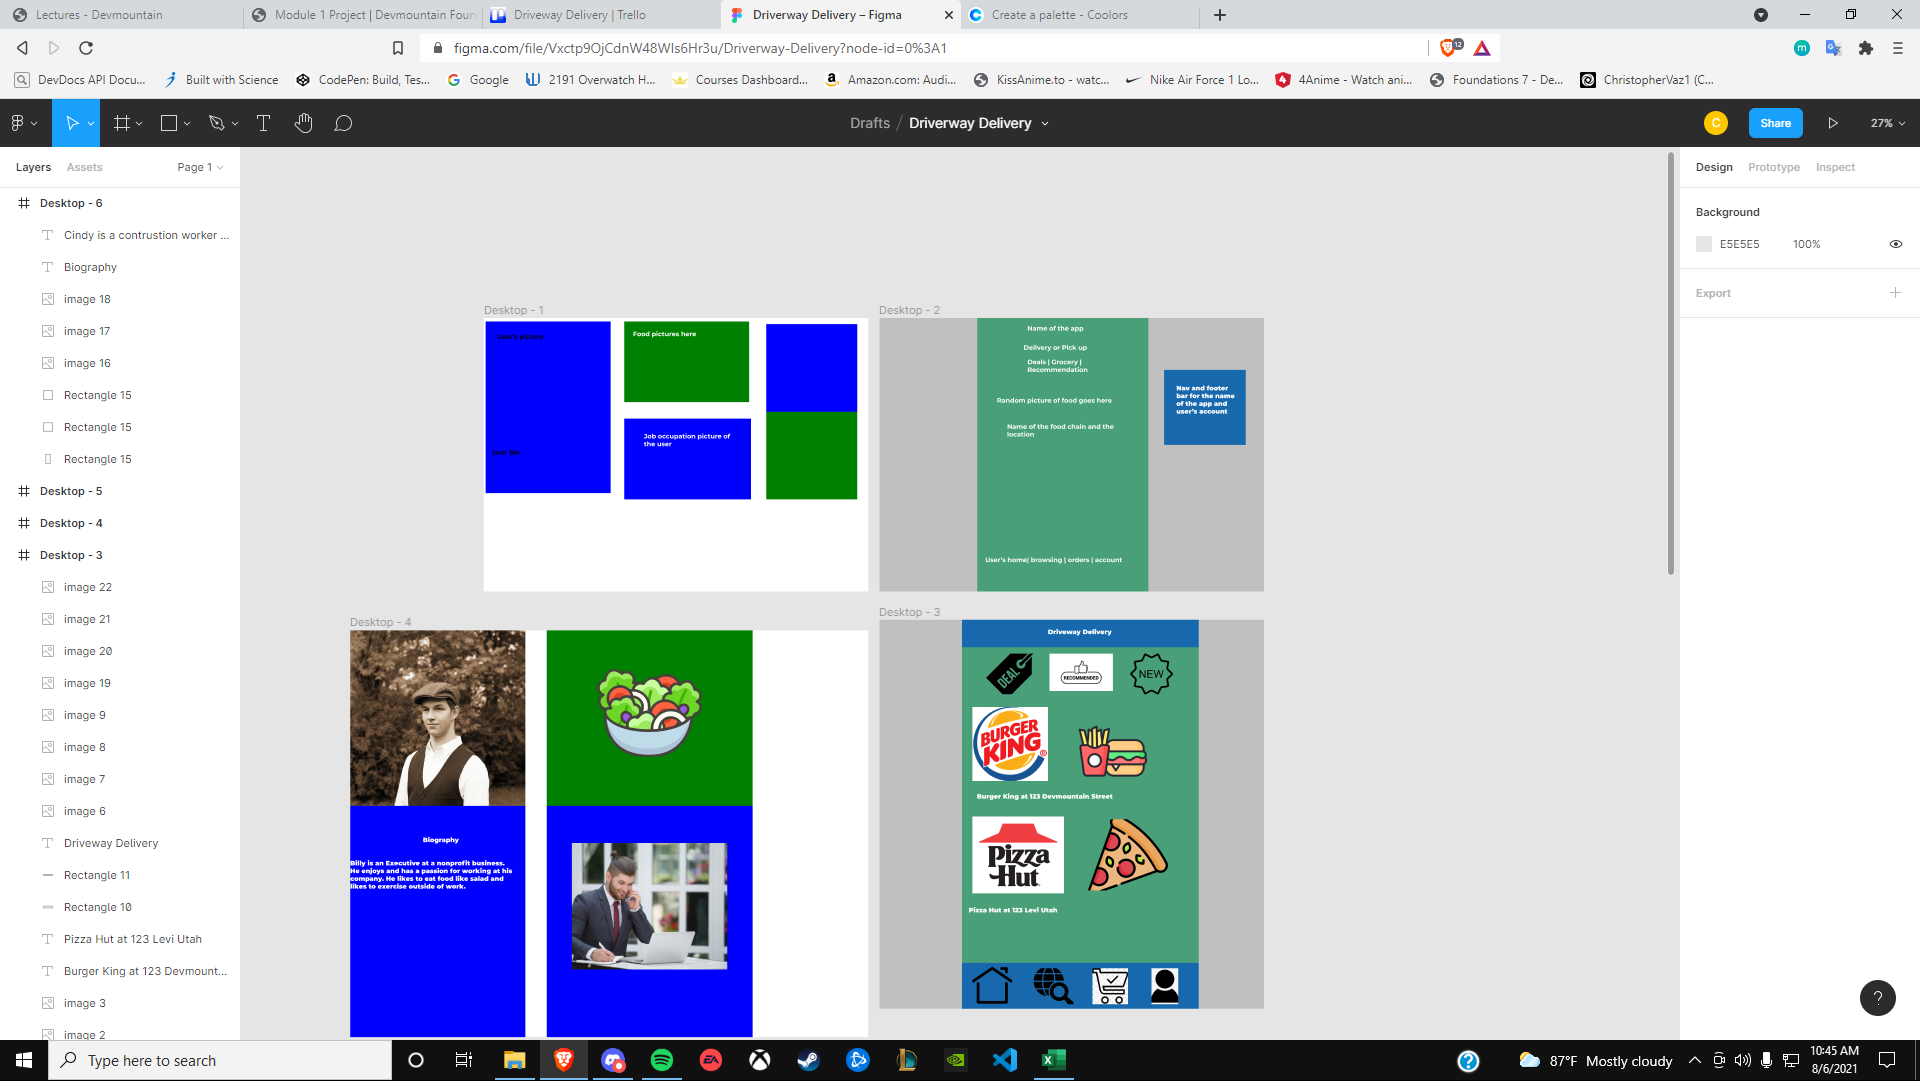 Lectures - Devmountain
Module 1 Project | Devmountain Foun
Driveway Delivery | Trello
Driverway Delivery – Figma
Create a palette - Coolors
figma.com/file/Vxctp9OjCdnW48WIs6Hr3u/Driverway-Delivery?node-id=0%3A1
12
m
DevDocs API Docu...
Built with Science
CodePen: Build, Tes...
Google
2191 Overwatch H...
Courses Dashboard...
Amazon.com: Audi...
KissAnime.to - watc...
Nike Air Force 1 Lo...
4Anime - Watch ani...
Foundations 7 - De...
ChristopherVaz1 (C...
Drafts / Driverway Delivery
C
Share
27%
Layers
Assets
Page 1
Design
Prototype
Inspect
Desktop - 6
Cindy is a contrustion worker ...
Biography
image 18
image 17
image 16
Rectangle 15
Rectangle 15
Rectangle 15
Desktop - 5
Desktop - 4
Desktop - 3
image 22
image 21
image 20
image 19
image 9
image 8
image 7
image 6
Driveway Delivery
Rectangle 11
Rectangle 10
Pizza Hut at 123 Levi Utah
Burger King at 123 Devmount...
image 3
image 2
Background
E5E5E5
100%
Export
Desktop - 1
User's picture
User Bio
Food pictures here
Job occupation picture of
the user
Desktop - 2
Name of the app
Delivery or Pick up
Deals | Grocery |
Recommendation
Random picture of food goes here
Name of the food chain and the
location
User's home| browsing | orders | account
Nav and footer
bar for the name
of the app and
user's account
Desktop - 4
Biography
Billy is an Executive at a nonprofit business.
He enjoys and has a passion for working at his
company. He likes to eat food like salad and
likes to exercise outside of work.
Desktop - 3
Driveway Delivery
DEAL
RECOMMENDED
NEW
BURGER
KING
®
Burger King at 123 Devmountain Street
Pizza
Hut
Pizza Hut at 123 Levi Utah
?
Type here to search
87°F Mostly cloudy
10:45 AM
8/6/2021